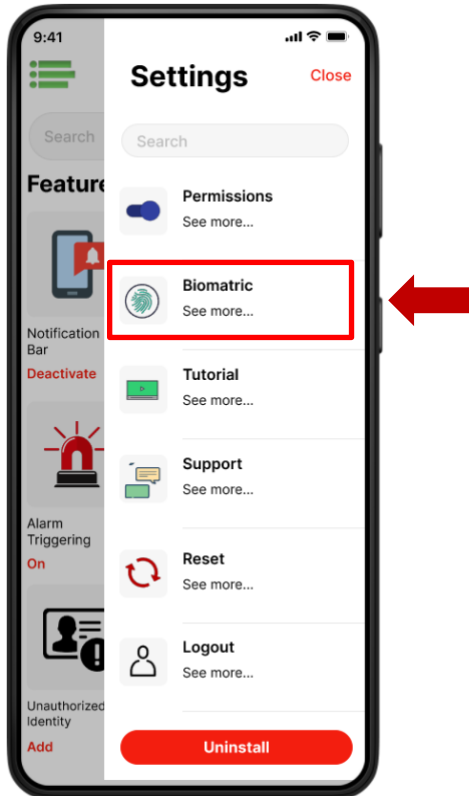 9:41
Settings
Close
Search
Search
Feature
Permissions
See more...
Biomatric
See more...
Notification
Bar
Deactivate
Tutorial
See more...
Support
See more...
Alarm
Triggering
On
Reset
See more...
Logout
See more...
Unauthorized
Identity
Add
Uninstall